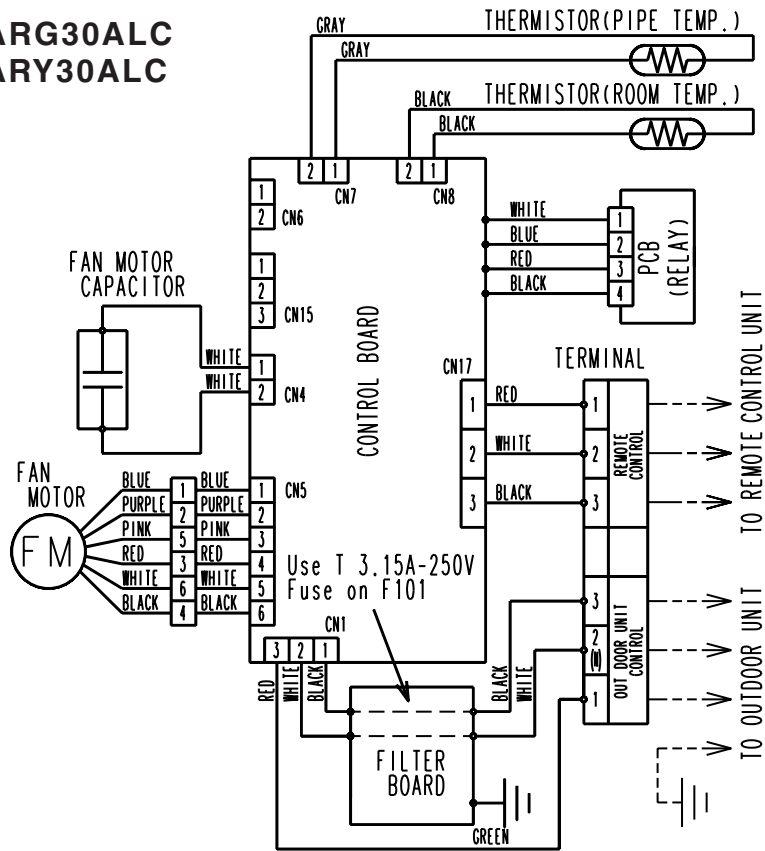 ARG30ALC
ARY30ALC
GRAY
THERMISTOR(PIPE TEMP.)
GRAY
BLACK
THERMISTOR(ROOM TEMP.)
BLACK
2 1
CN7
2 1
CN8
1
2
CN6
WHITE
BLUE
RED
BLACK
1
2
3
4
PCB
(RELAY)
FAN MOTOR
CAPACITOR
1
2
3
CN15
WHITE
WHITE
1
2
CN4
CONTROL BOARD
CN17
TERMINAL
1
RED
1
2
WHITE
2
3
BLACK
3
REMOTE
CONTROL
TO REMOTE CONTROL UNIT
FAN
MOTOR
FM
BLUE 1 BLUE 1
CN5
PURPLE 2 PURPLE 2
PINK 5 PINK 3
RED 3 RED 4
WHITE 6 WHITE 5
BLACK 4 BLACK 6
Use T 3.15A-250V
Fuse on F101
CN1
3 2 1
RED
WHITE
BLACK
BLACK
WHITE
3
2
(N)
1
OUT DOOR UNIT
CONTROL
TO OUTDOOR UNIT
FILTER
BOARD
GREEN